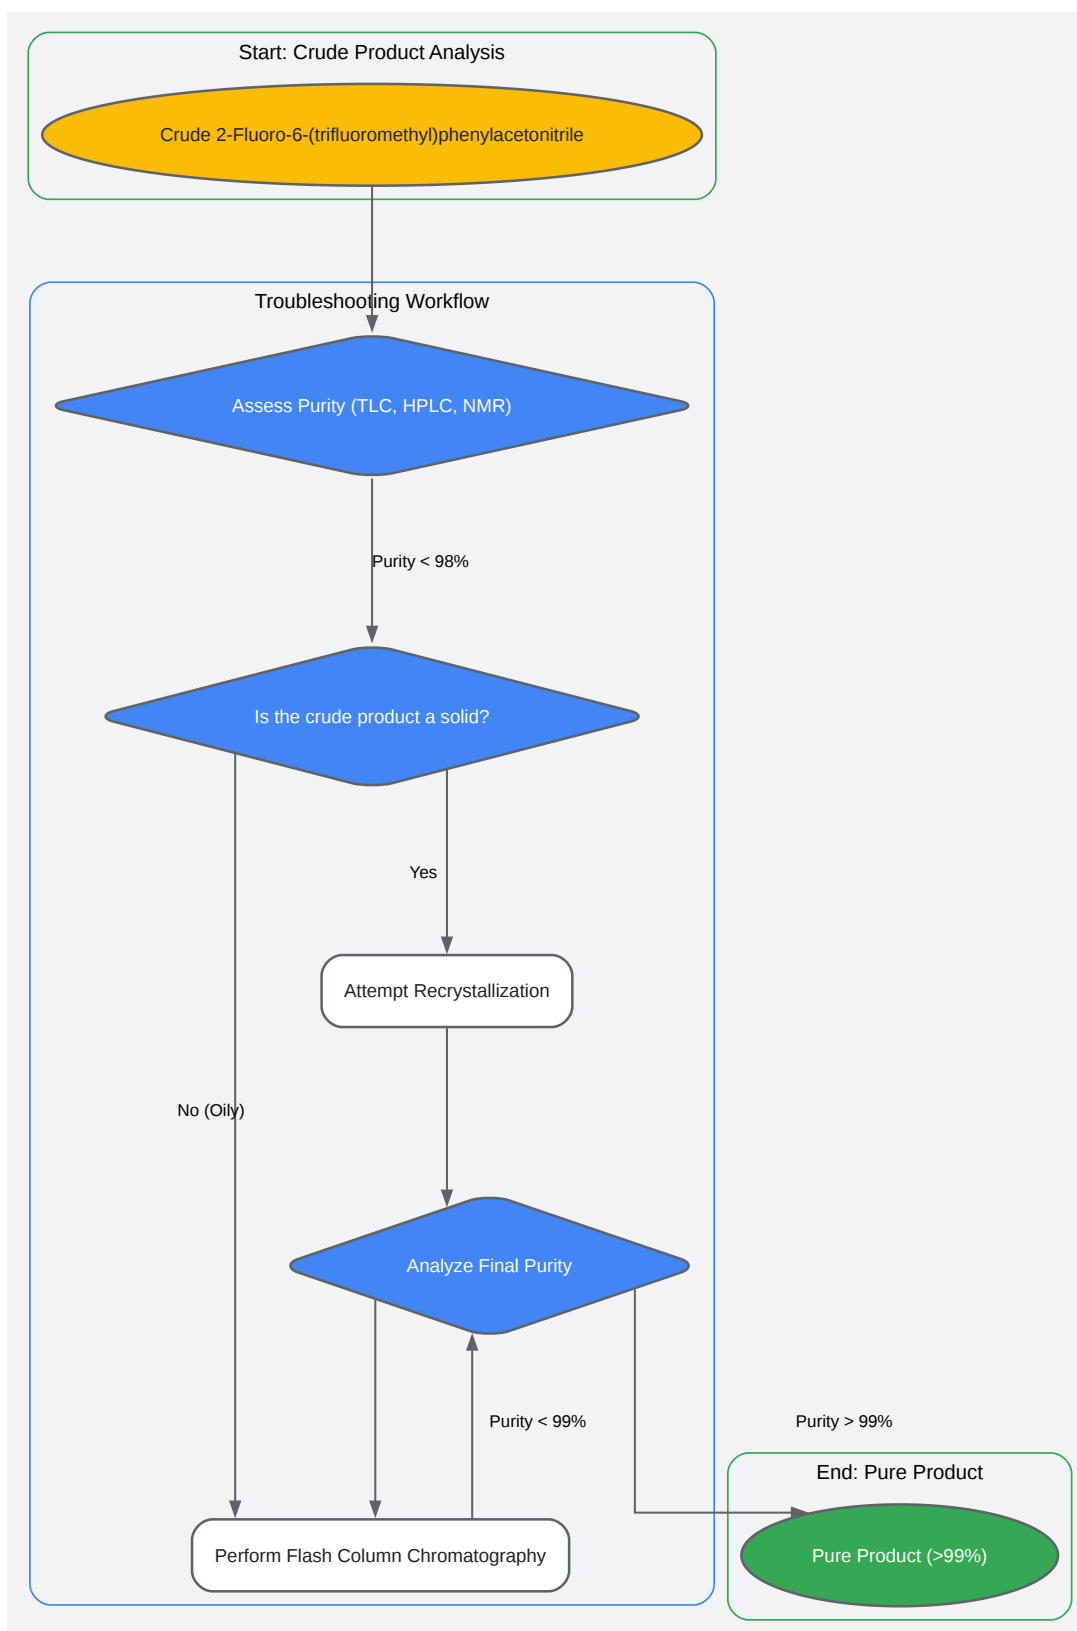 Start: Crude Product Analysis
Crude 2-Fluoro-6-(trifluoromethyl)phenylacetonitrile
Troubleshooting Workflow
Assess Purity (TLC, HPLC, NMR)
Purity < 98%
Is the crude product a solid?
Yes
Attempt Recrystallization
No (Oily)
Analyze Final Purity
Purity < 99%
Purity > 99%
End: Pure Product
Perform Flash Column Chromatography
Pure Product (>99%)